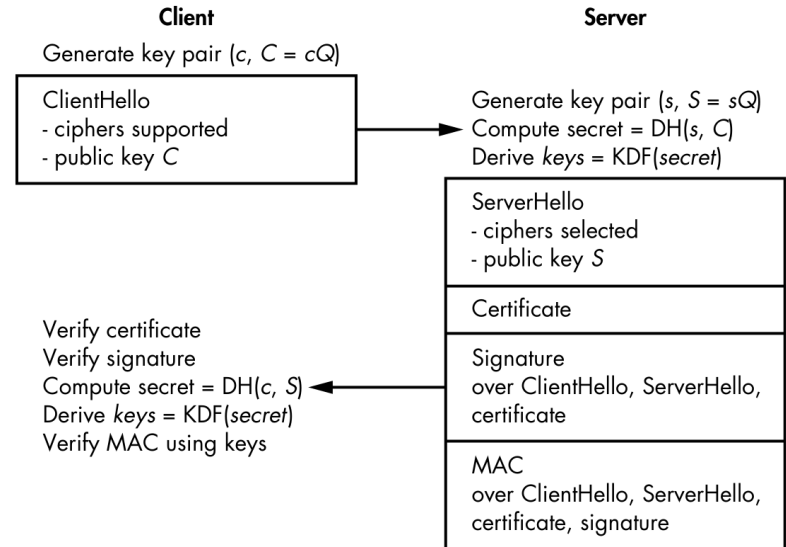 Client
Server
Generate key pair (c, C = cQ)
ClientHello
- ciphers supported
- public key C
Generate key pair (s, S = sQ)
Compute secret = DH(s, C)
Derive keys = KDF(secret)
ServerHello
- ciphers selected
- public key S
Certificate
Verify certificate
Verify signature
Compute secret = DH(c, S)
Derive keys = KDF(secret)
Verify MAC using keys
Signature
over ClientHello, ServerHello,
certificate
MAC
over ClientHello, ServerHello,
certificate, signature